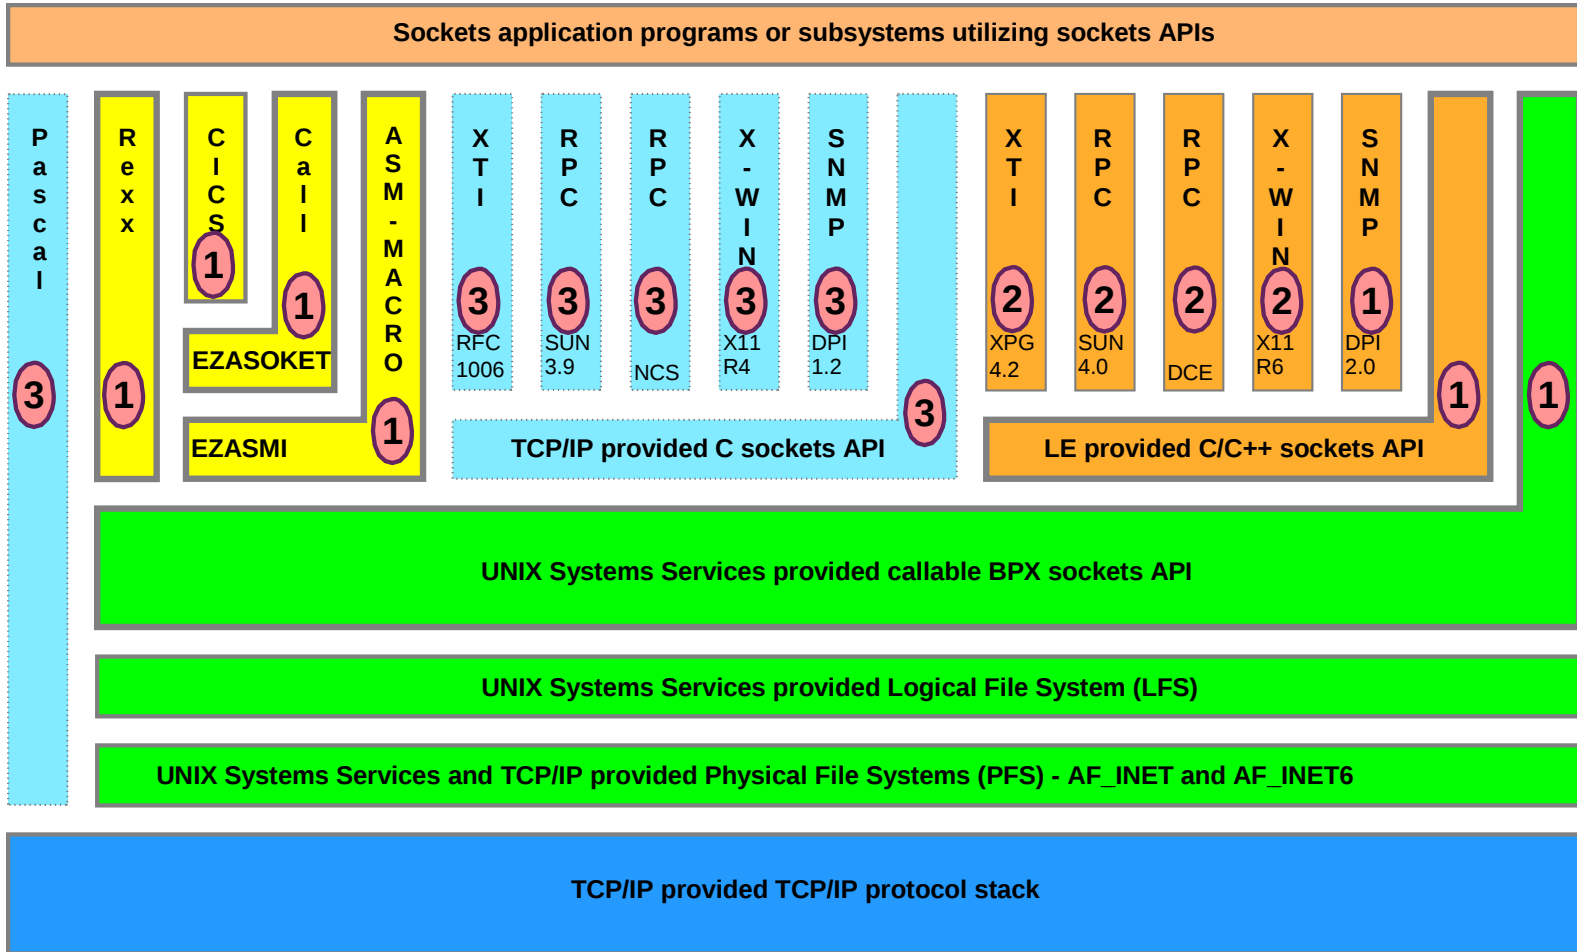 Sockets application programs or subsystems utilizing sockets APIs
Pascal
3
Rexx
1
CICS
1
Call
1
EZASOKET
ASM-MACRO
1
EZASMI
XTI
3
RFC
1006
RPC
3
SUN
3.9
RPC
3
NCS
X-WIN
3
X11
R4
SNMP
3
DPI
1.2
3
TCP/IP provided C sockets API
XTI
2
XPG
4.2
RPC
2
SUN
4.0
RPC
2
DCE
X-WIN
2
X11
R6
SNMP
1
DPI
2.0
1
LE provided C/C++ sockets API
1
UNIX Systems Services provided callable BPX sockets API
UNIX Systems Services provided Logical File System (LFS)
UNIX Systems Services and TCP/IP provided Physical File Systems (PFS) - AF_INET and AF_INET6
TCP/IP provided TCP/IP protocol stack